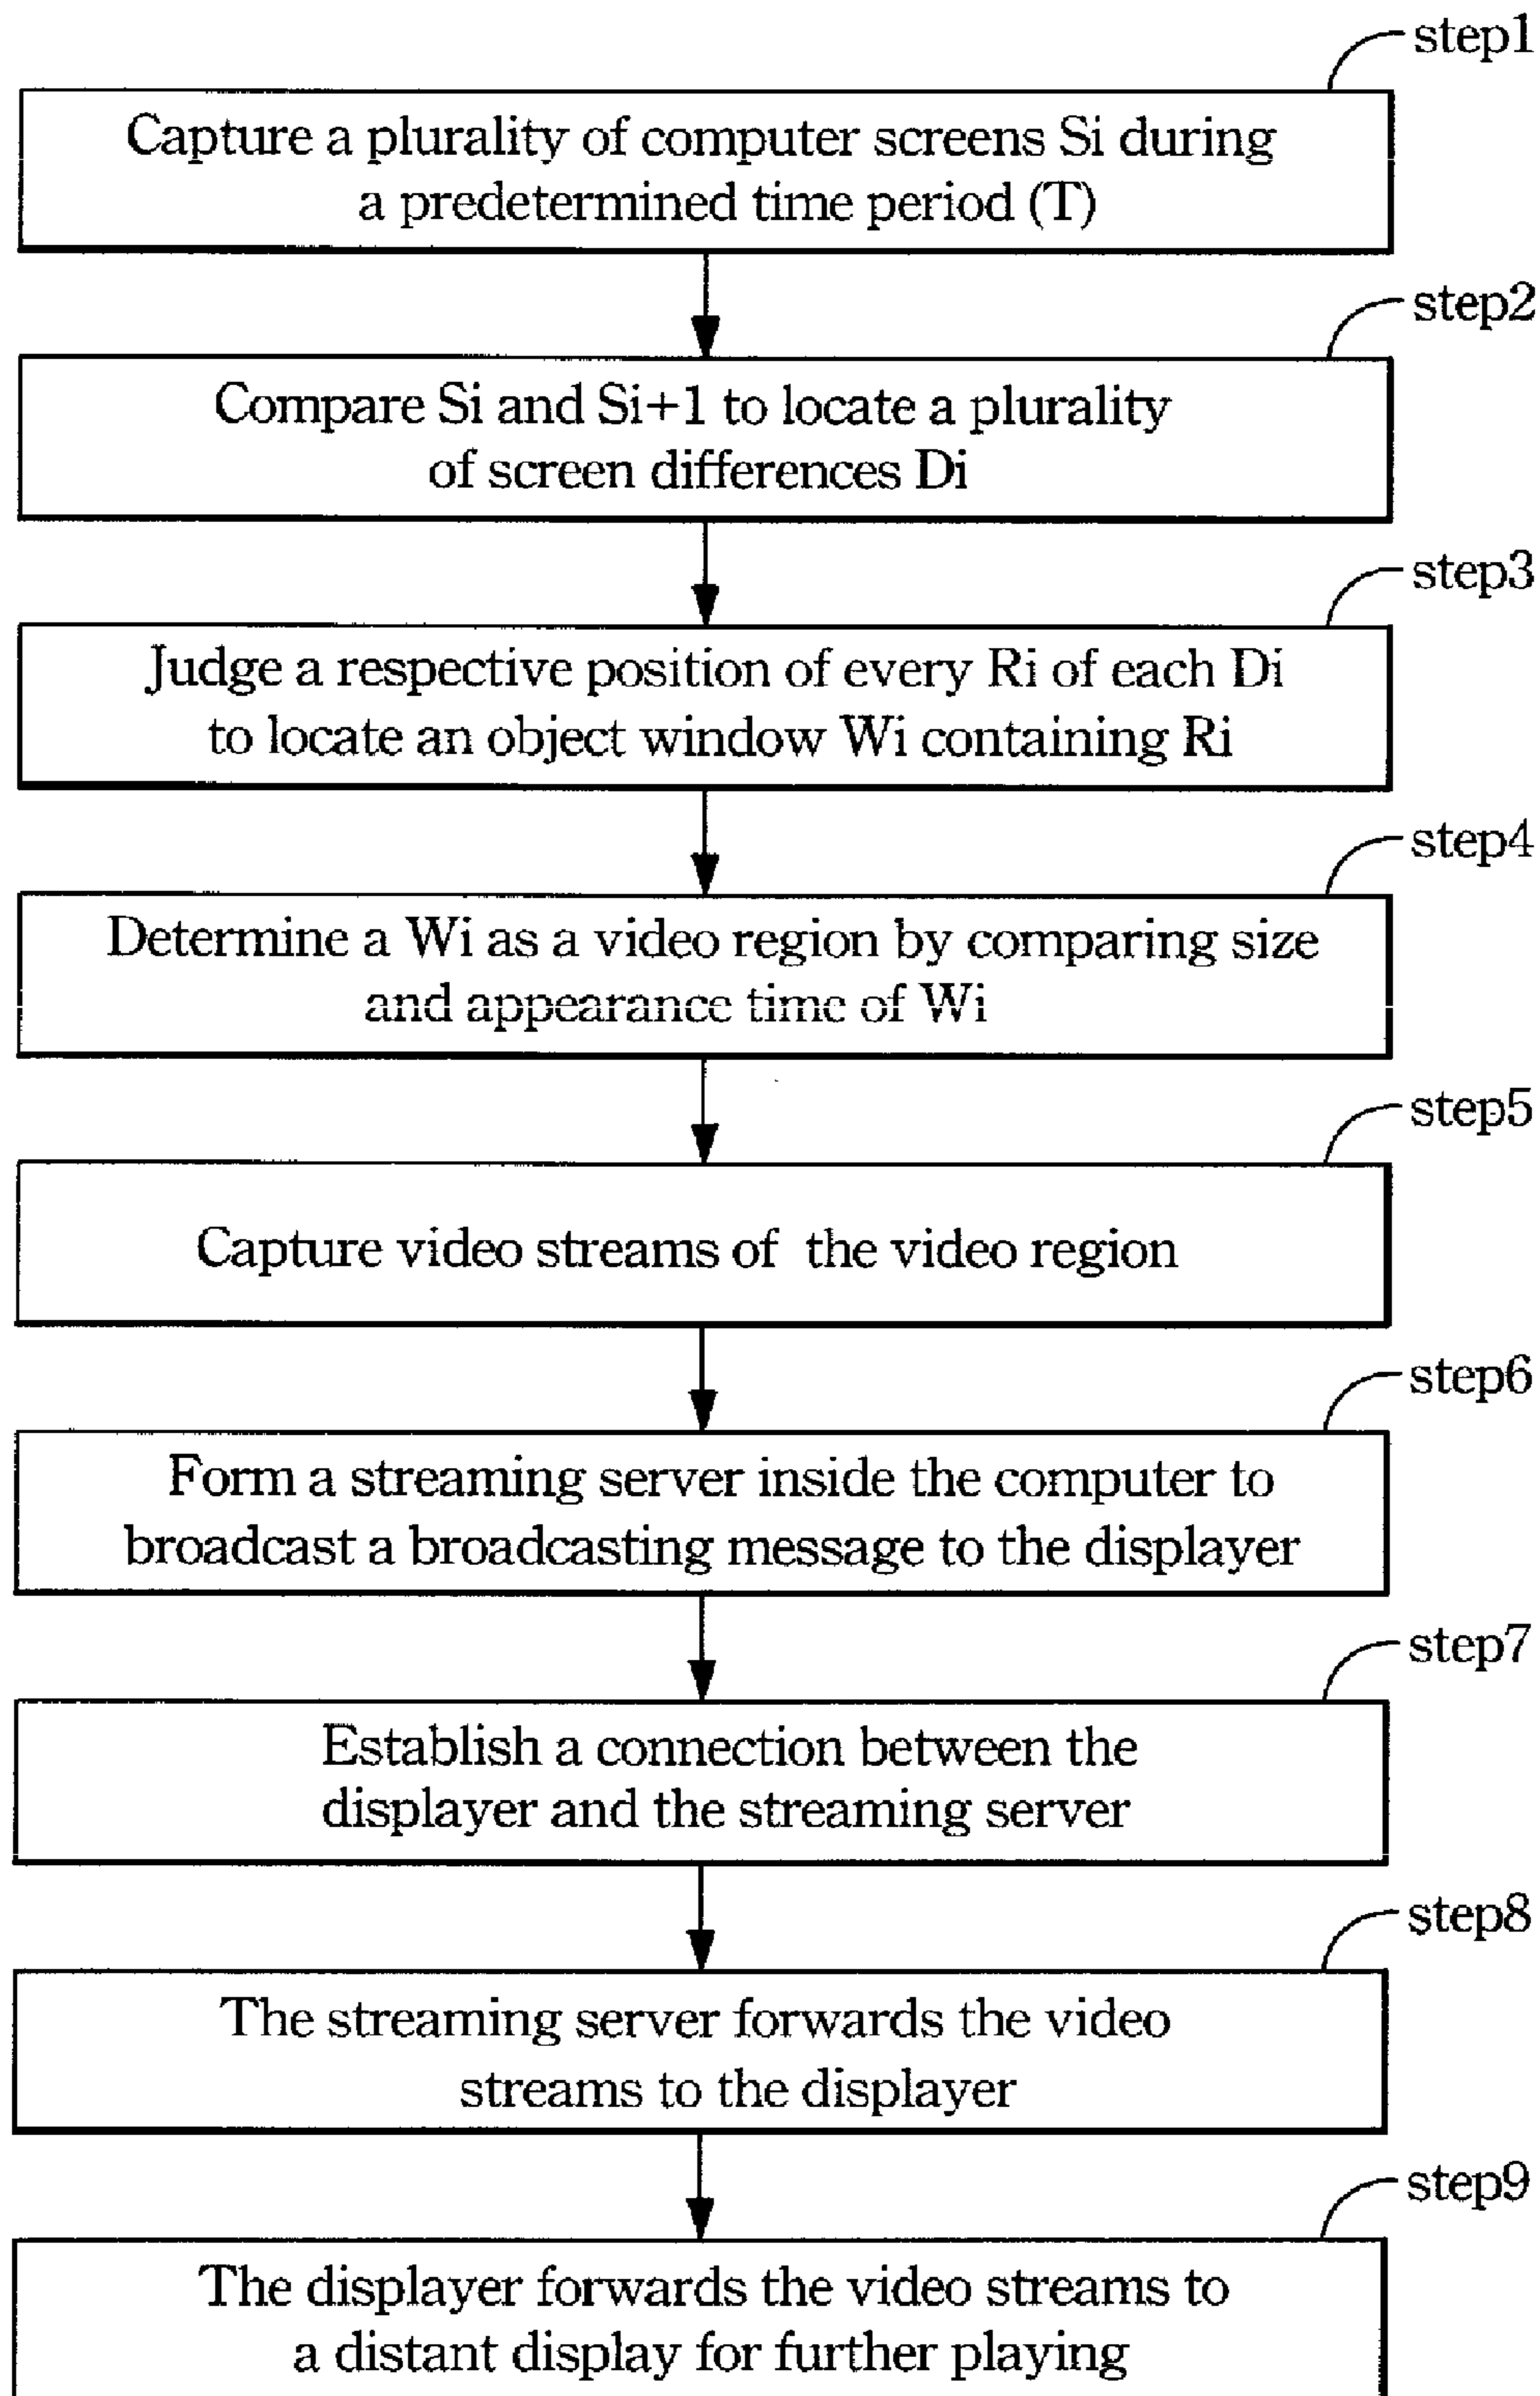 step1
Capture a plurality of computer screens Si during
a predetermined time period (T)
step2
Compare Si and Si+1 to locate a plurality
of screen differences Di
step3
Judge a respective position of every Ri of each Di
to locate an object window Wi containing Ri
step4
Determine a Wi as a video region by comparing size
and appearance time of Wi
step5
Capture video streams of the video region
step6
Form a streaming server inside the computer to
broadcast a broadcasting message to the displayer
step7
Establish a connection between the
displayer and the streaming server
step8
The streaming server forwards the video
streams to the displayer
step9
The displayer forwards the video streams to
a distant display for further playing